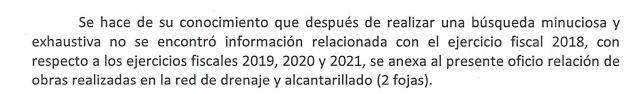 Se hace de su conocimiento que después de realizar una búsqueda minuciosa y
exhaustiva no se encontró información relacionada con el ejercicio fiscal 2018, con
respecto a los ejercicios fiscales 2019, 2020 y 2021, se anexa al presente oficio relación de
obras realizadas en la red de drenaje y alcantarillado (2 fojas).